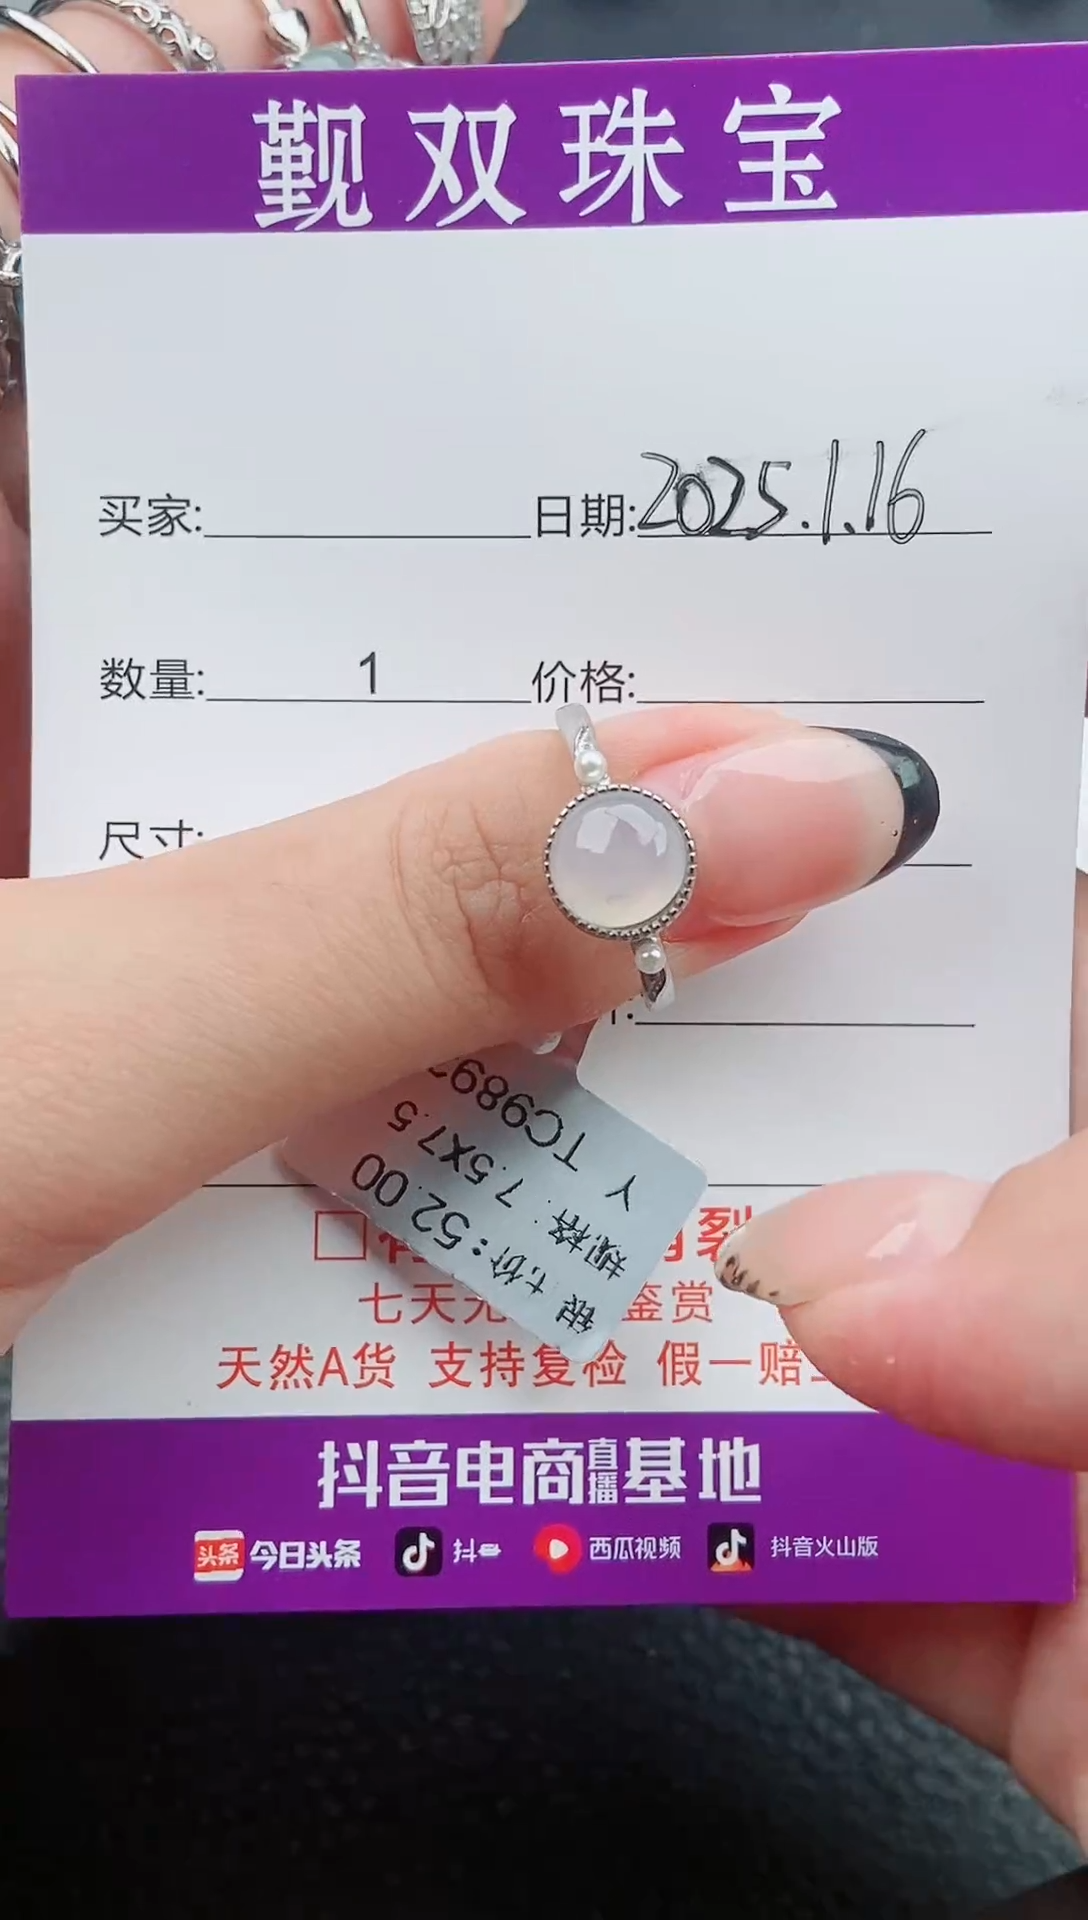 觐双珠宝
买家: 日期:2025.1.16
数量: 1 价格:
尺寸:
TC989
规格: 7.5X7.5
价:52.00
银
七天无 鉴赏
天然A货 支持复检 假一赔
抖音电商直播基地
头条 今日头条 抖音 西瓜视频 抖音火山版